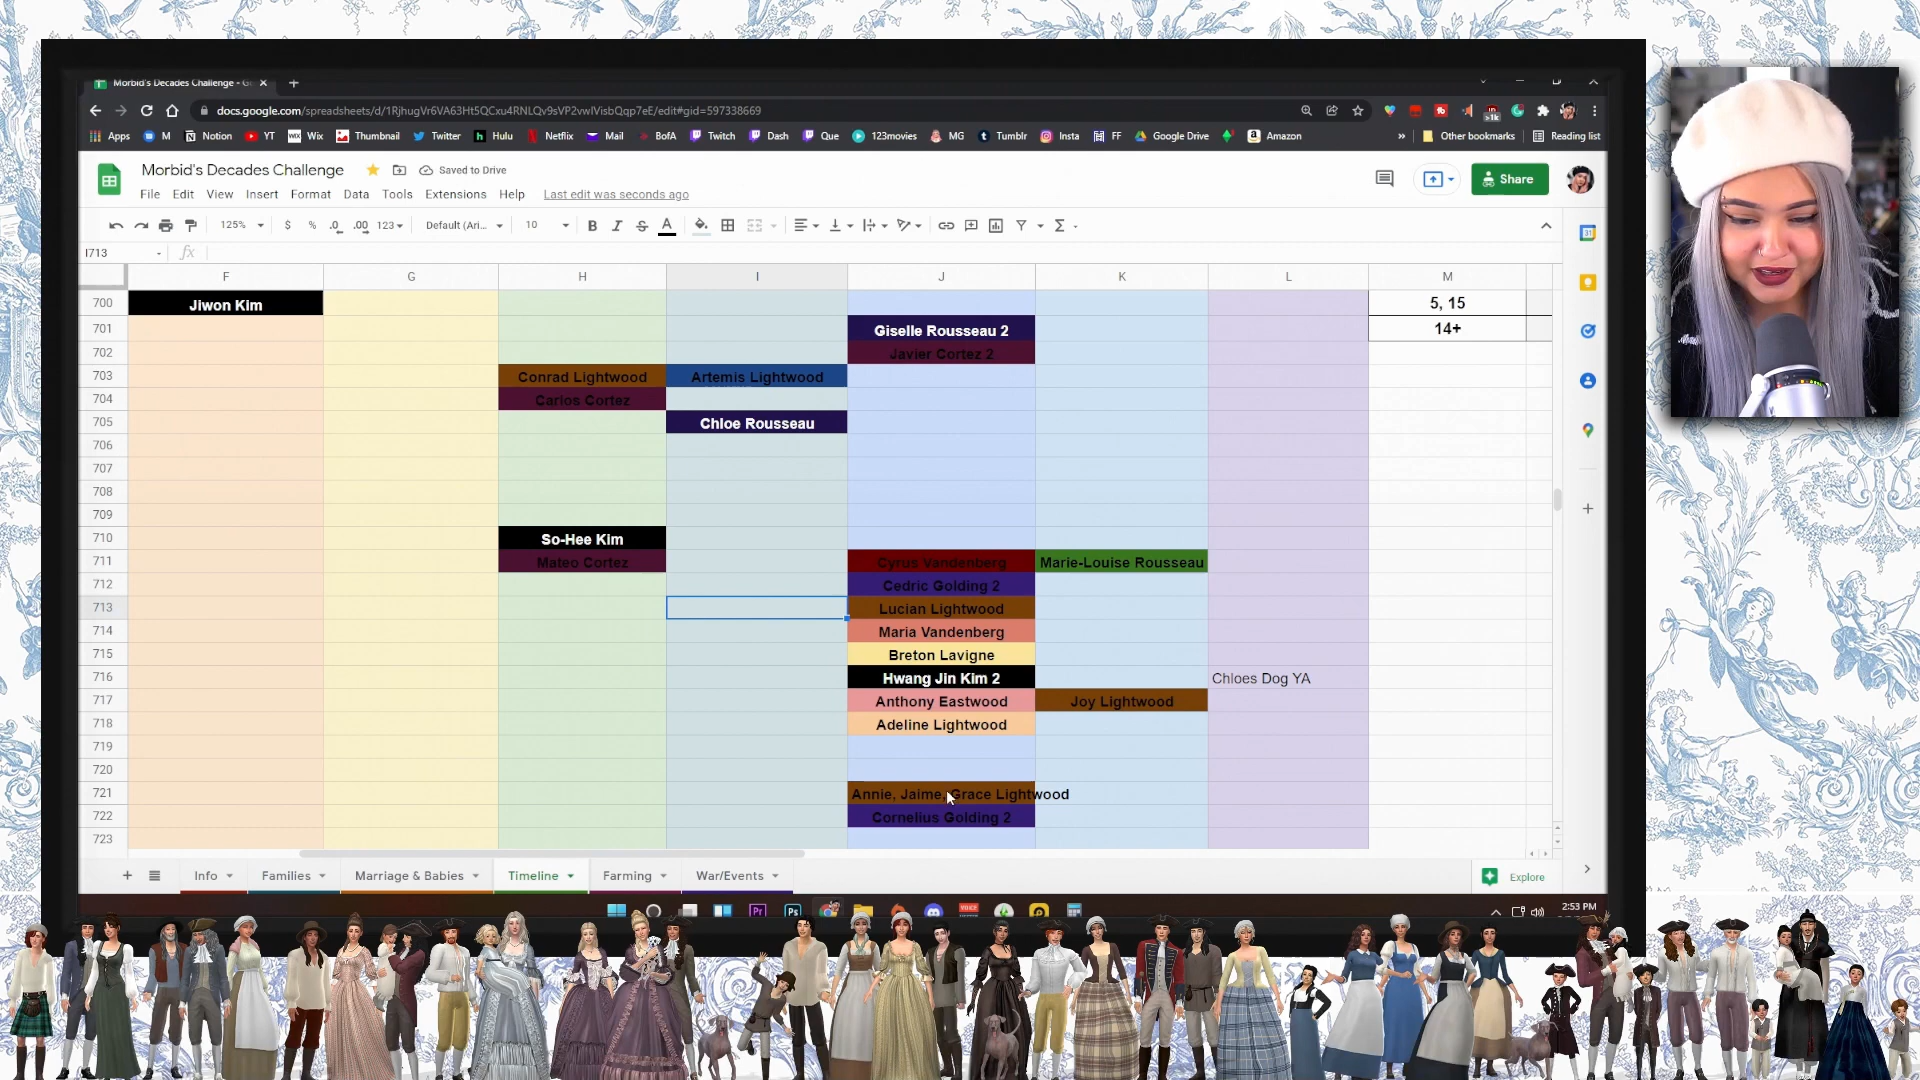 Morbid's Decades Challenge - G
docs.google.com/spreadsheets/d/1RjhugVr6VA63Ht5QCxu4RNLQv9sVP2vwIVisbQqp7eE/edit#gid=597338669
Apps M Notion YT Wix Thumbnail Twitter Hulu Netflix Mail BofA Twitch Dash Que 123movies MG Tumblr Insta FF Google Drive Amazon » Other bookmarks Reading list
Morbid's Decades Challenge Saved to Drive
Share
File Edit View Insert Format Data Tools Extensions Help Last edit was seconds ago
125% $ % .0 .00 123 Default (Ari... 10 B I S A
I713 fx
F G H I J K L M
700 Jiwon Kim 5, 15
701 Giselle Rousseau 2 14+
702 Javier Cortez 2
703 Conrad Lightwood Artemis Lightwood
704 Carlos Cortez
705 Chloe Rousseau
706
707
708
709
710 So-Hee Kim
711 Mateo Cortez Cyrus Vandenberg Marie-Louise Rousseau
712 Cedric Golding 2
713 Lucian Lightwood
714 Maria Vandenberg
715 Breton Lavigne
716 Hwang Jin Kim 2 Chloes Dog YA
717 Anthony Eastwood Joy Lightwood
718 Adeline Lightwood
719
720
721 Annie, Jaime, Grace Lightwood
722 Cornelius Golding 2
723
Info Families Marriage & Babies Timeline Farming War/Events Explore
2:53 PM